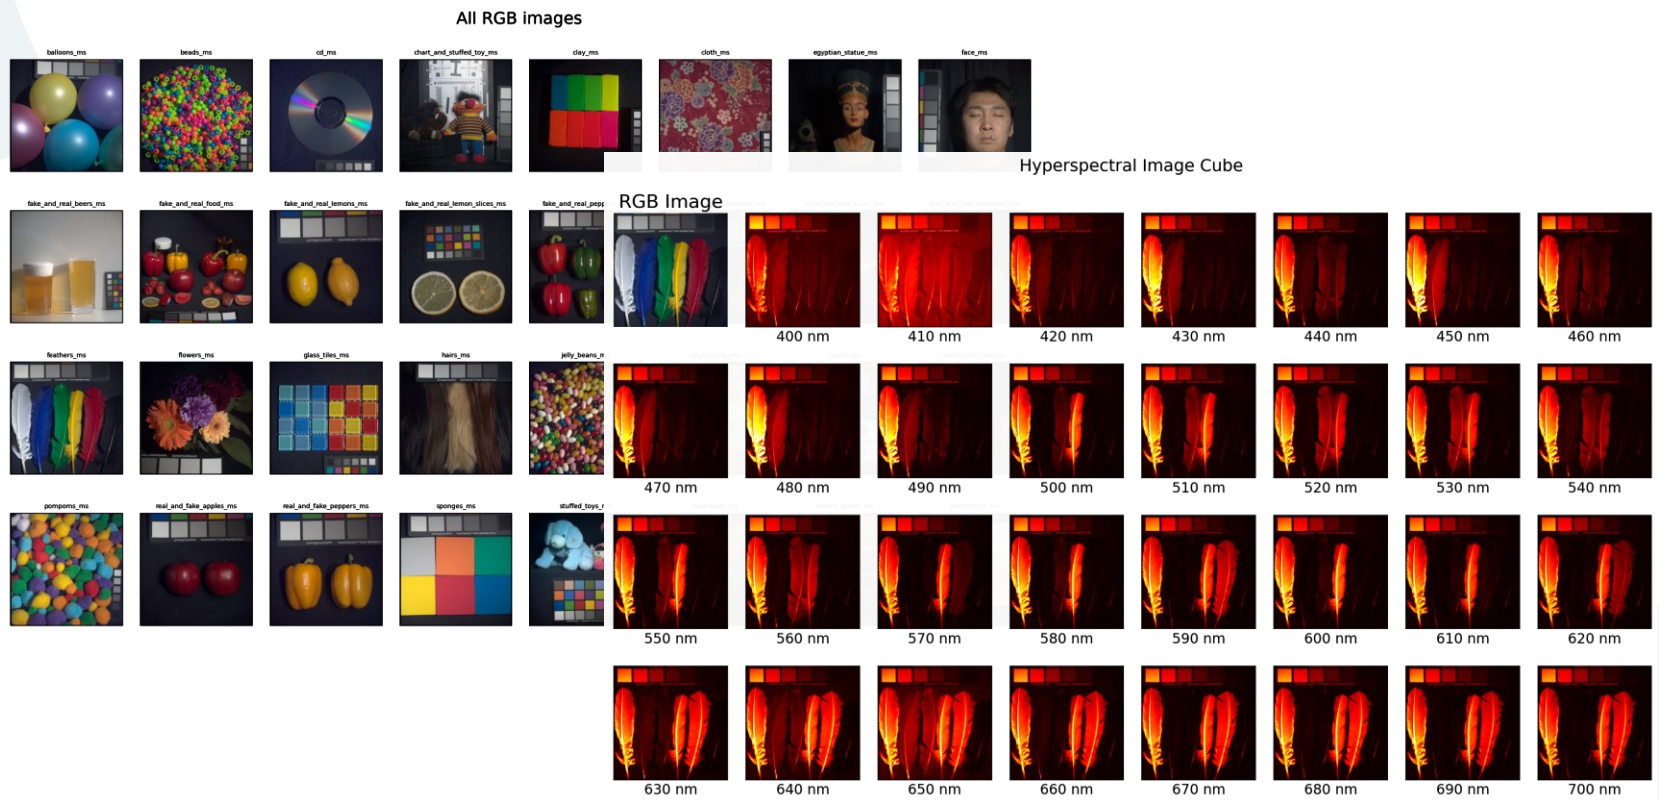 All RGB images
balloons_ms
beads_ms
cd_ms
chart_and_stuffed_toy_ms
clay_ms
cloth_ms
egyptian_statue_ms
face_ms
Hyperspectral Image Cube
RGB Image
fake_and_real_beers_ms
fake_and_real_food_ms
fake_and_real_lemons_ms
fake_and_real_lemon_slices_ms
fake_and_real_pepp
400 nm
410 nm
420 nm
430 nm
440 nm
450 nm
460 nm
feathers_ms
flowers_ms
glass_tiles_ms
hairs_ms
jelly_beans_m
470 nm
480 nm
490 nm
500 nm
510 nm
520 nm
530 nm
540 nm
pompoms_ms
real_and_fake_apples_ms
real_and_fake_peppers_ms
sponges_ms
stuffed_toys_m
550 nm
560 nm
570 nm
580 nm
590 nm
600 nm
610 nm
620 nm
630 nm
640 nm
650 nm
660 nm
670 nm
680 nm
690 nm
700 nm